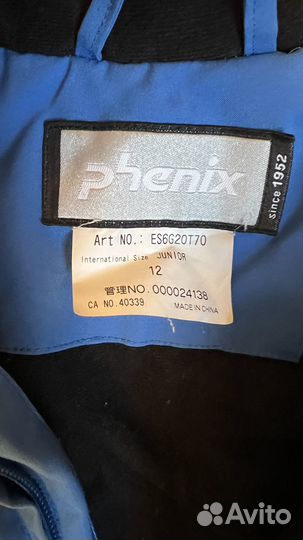 phenix
since 1952
Art NO.: ES6G20T70
International Size JUNIOR
12
管理NO.000024138
CA NO.40339 MADE IN CHINA
Avito